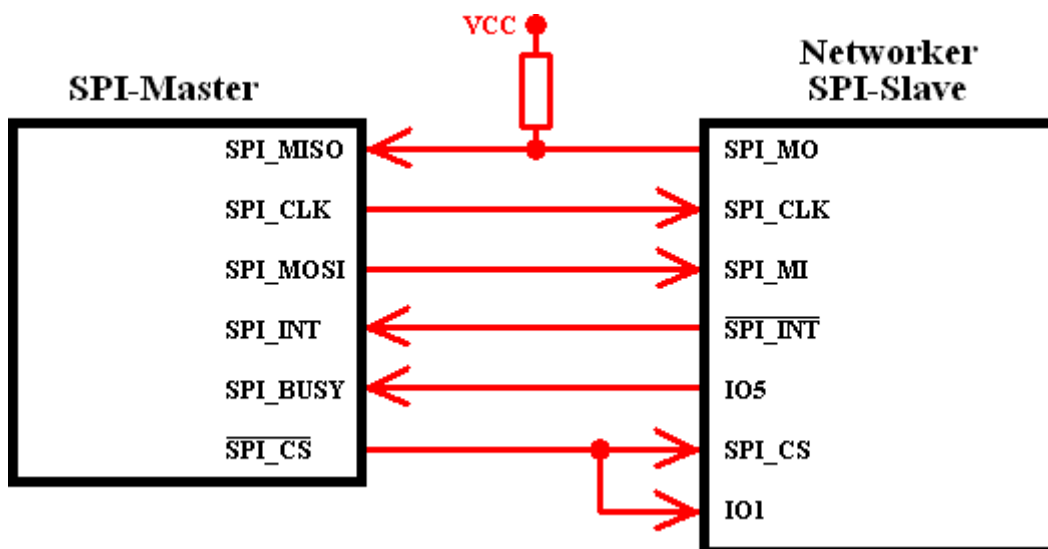 VCC
Networker
SPI-Slave
SPI-Master
SPI_MISO
SPI_MO
SPI_CLK
SPI_CLK
SPI_MOSI
SPI_MI
SPI_INT
SPI_INT
SPI_BUSY
IO5
SPI_CS
SPI_CS
IO1